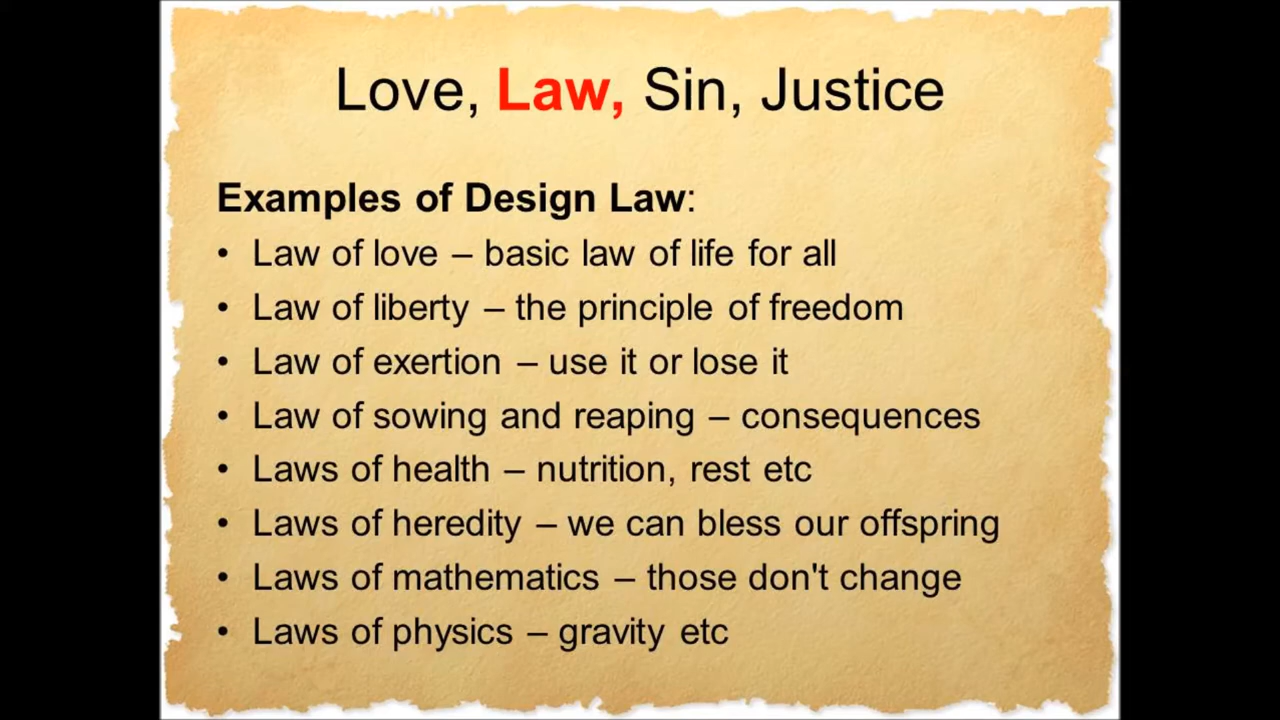 Love, Law, Sin, Justice
Examples of Design Law:
• Law of love – basic law of life for all
• Law of liberty – the principle of freedom
• Law of exertion – use it or lose it
• Law of sowing and reaping – consequences
• Laws of health – nutrition, rest etc
• Laws of heredity – we can bless our offspring
• Laws of mathematics – those don't change
• Laws of physics – gravity etc